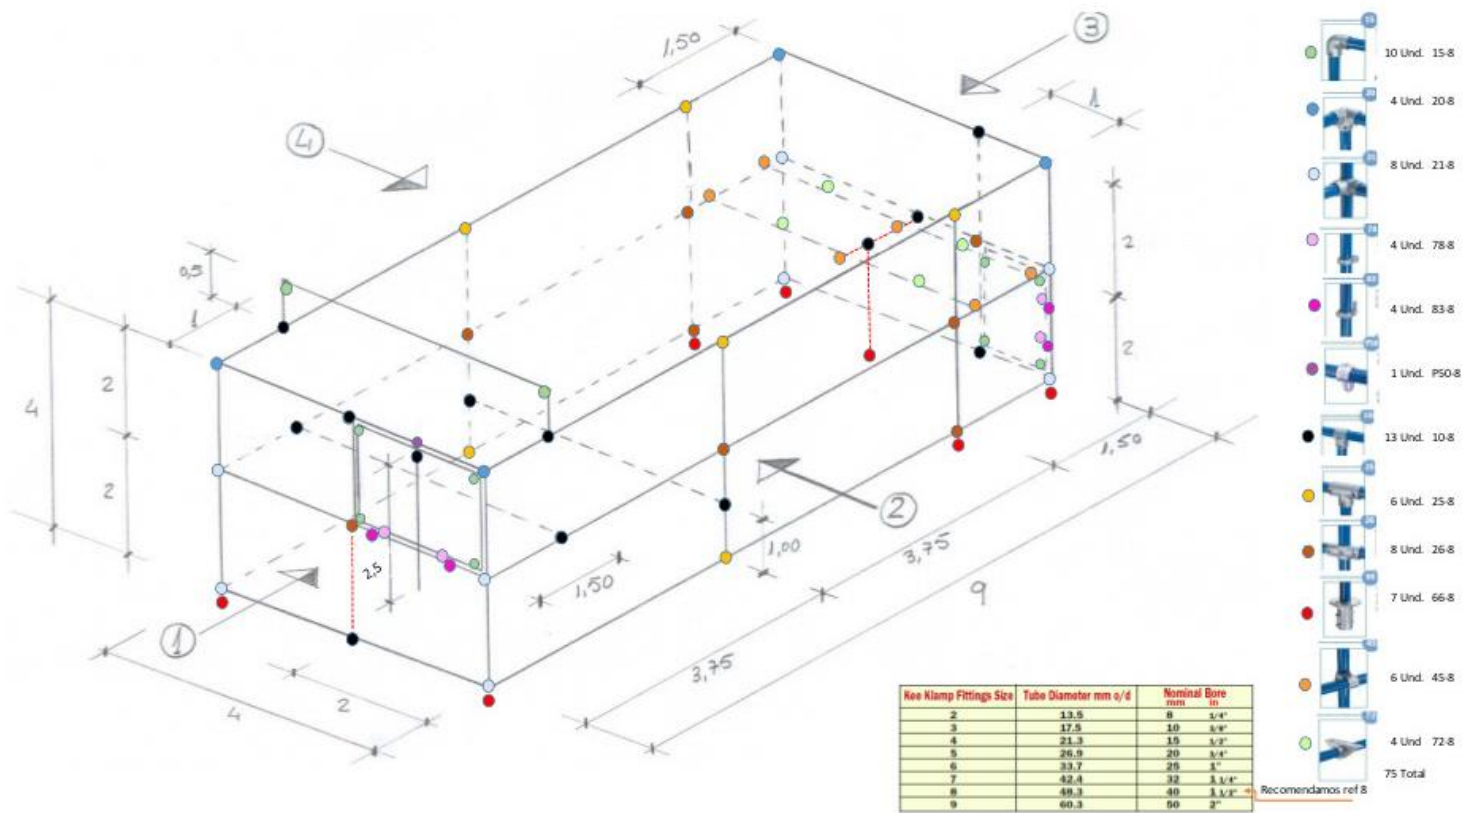 1,50
3
1
4
0,5
1
2
4
2
2
2
1,50
2
1,00
3,75
9
1,50
2,5
1
3,75
2
4
10 Und. 15-8
4 Und. 20-8
8 Und. 21-8
4 Und. 78-8
4 Und. 83-8
1 Und. P50-8
13 Und. 10-8
6 Und. 25-8
8 Und. 26-8
7 Und. 66-8
6 Und. 45-8
4 Und 72-8
75 Total
Kee Klamp Fittings Size Tube Diameter mm o/d Nominal Bore
mm in
2 13.5 8 1/4"
3 17.5 10 3/8"
4 21.3 15 1/2"
5 26.9 20 3/4"
6 33.7 25 1"
7 42.4 32 1 1/4"
8 48.3 40 1 1/2"
9 60.3 50 2"
Recomendamos ref 8